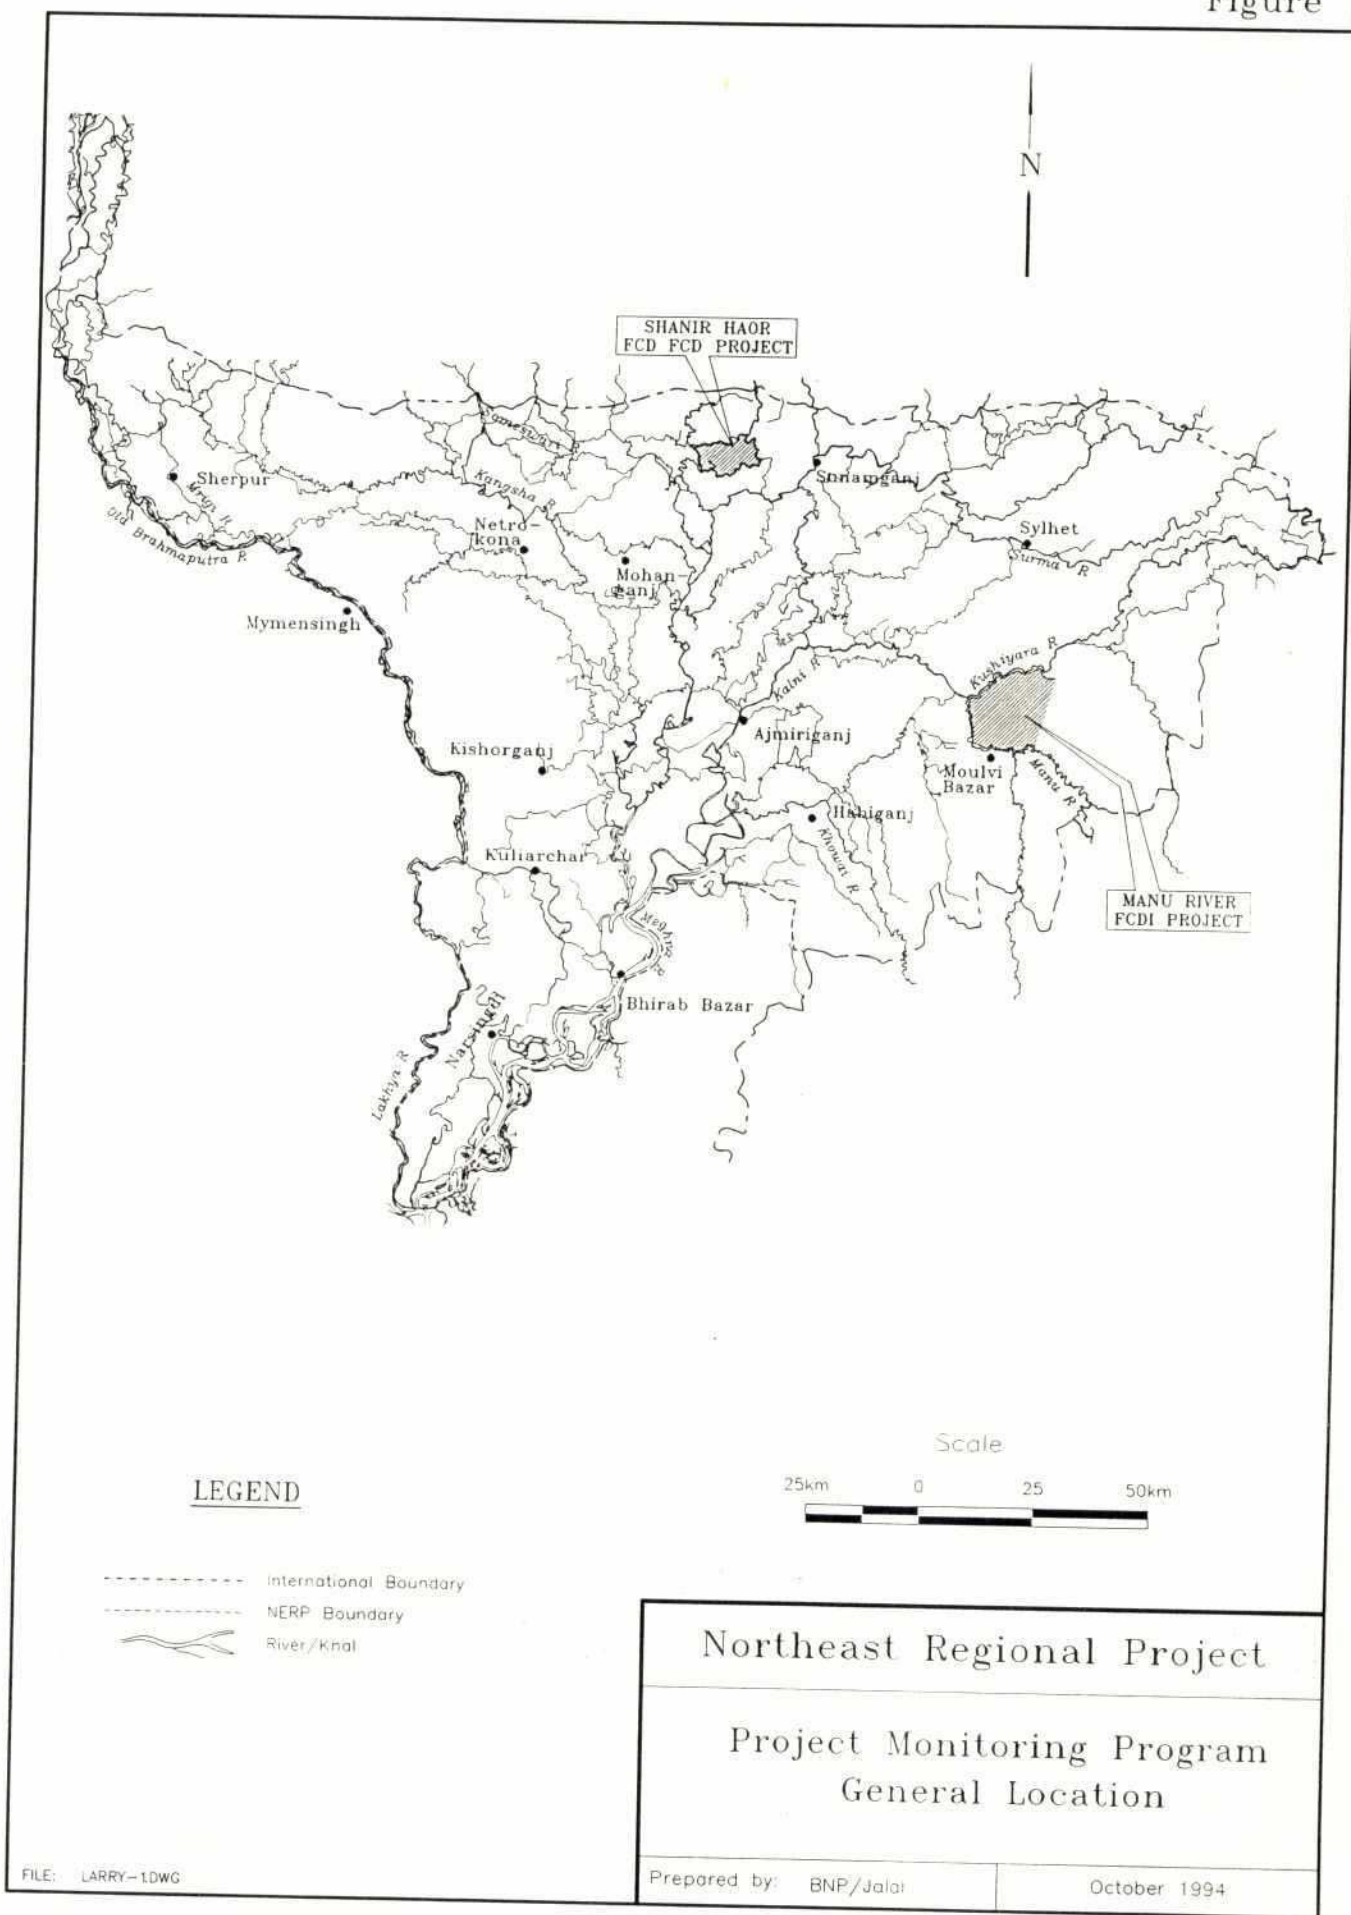 Figure
N
SHANIR HAOR
FCD FCD PROJECT
Someswari
Sherpur
Mrigi R
Kangsha R
Sunamganj
Old Brahmaputra R.
Netro-
kona
Sylhet
Surma R
Mohan-
ganj
Mymensingh
Kushiyara R
Kalni R
Ajmiriganj
Kishorganj
Moulvi
Bazar
Manu R
Habiganj
Khowai R
Kuliarchar
MANU RIVER
FCDI PROJECT
Meghna R
Bhirab Bazar
Narsingdi
Lakhya R
Scale
25km 0 25 50km
LEGEND
International Boundary
NERP Boundary
River/Khal
Northeast Regional Project
Project Monitoring Program
General Location
FILE: LARRY-1.DWG
Prepared by: BNP/Jalal
October 1994